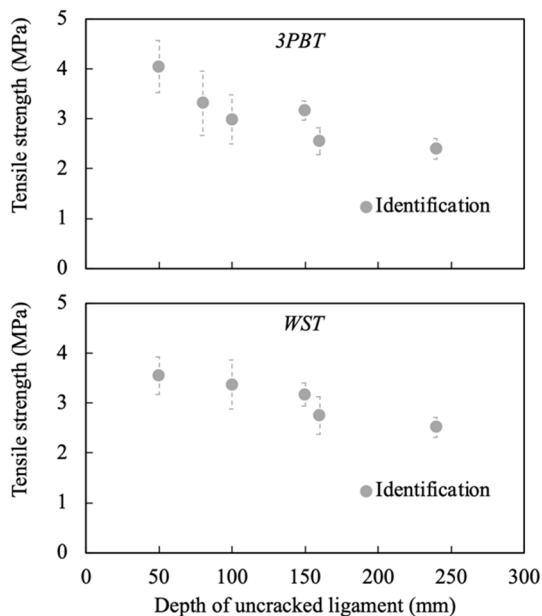 Tensile strength (MPa)
5
4
3
2
1
0
3PBT
Identification
Tensile strength (MPa)
5
4
3
2
1
0
WST
Identification
0 50 100 150 200 250 300
Depth of uncracked ligament (mm)